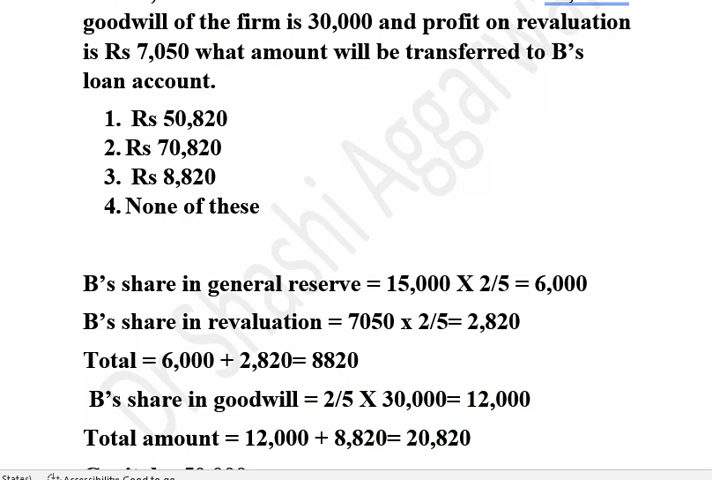 goodwill of the firm is 30,000 and profit on revaluation
is Rs 7,050 what amount will be transferred to B's
loan account.
1. Rs 50,820
2. Rs 70,820
3. Rs 8,820
4. None of these
B's share in general reserve = 15,000 X 2/5 = 6,000
B's share in revaluation = 7050 x 2/5= 2,820
Total = 6,000 + 2,820= 8820
B's share in goodwill = 2/5 X 30,000= 12,000
Total amount = 12,000 + 8,820= 20,820
Dr Shashi Aggarwal